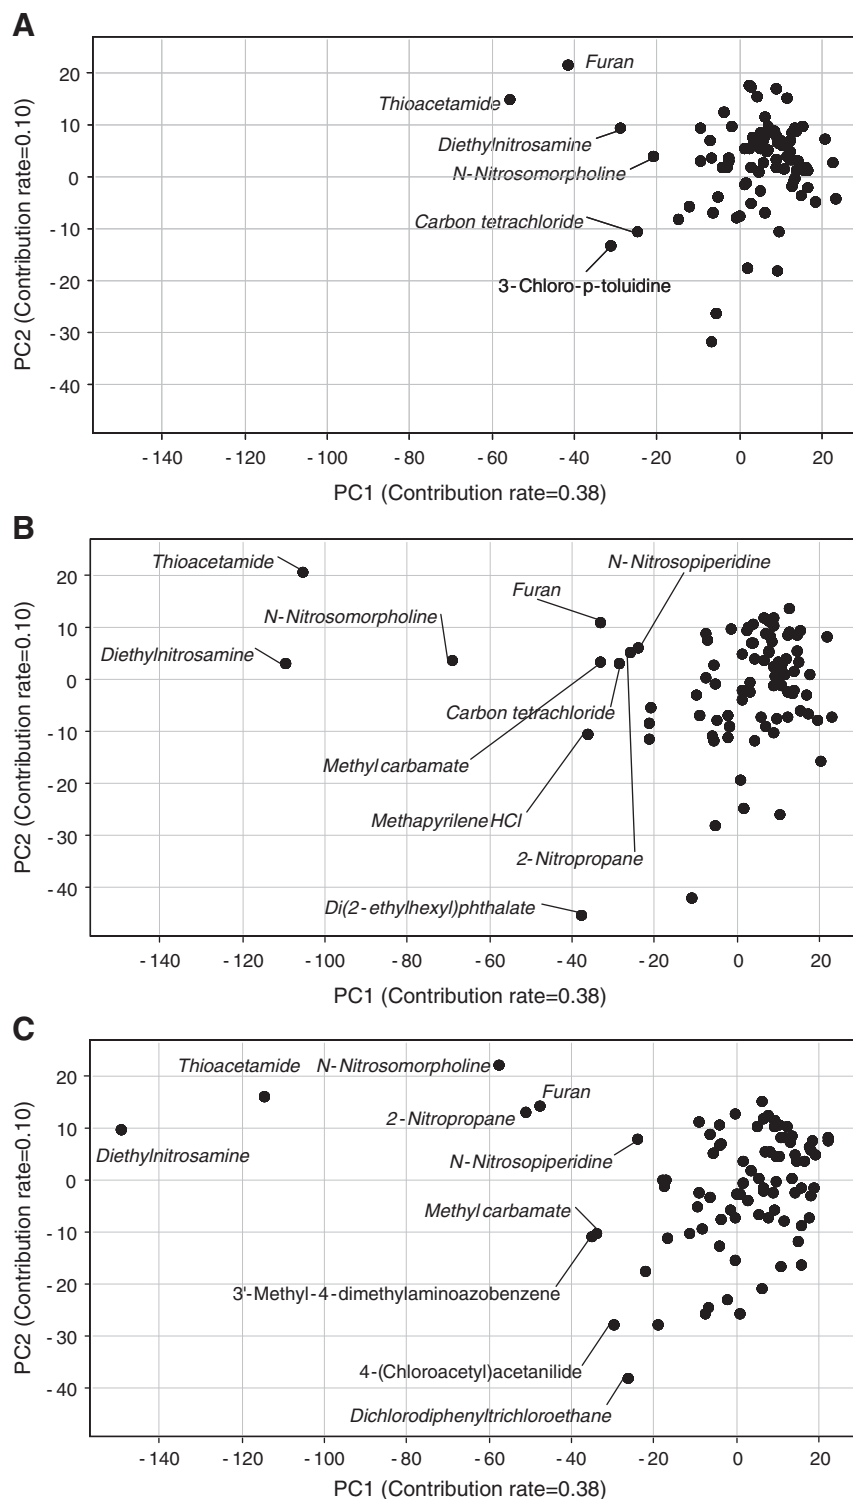 A
20
10
0
-10
-20
-30
-40
PC2 (Contribution rate=0.10)
Furan
Thioacetamide
Diethylnitrosamine
N-Nitrosomorpholine
Carbon tetrachloride
3-Chloro-p-toluidine
-140 -120 -100 -80 -60 -40 -20 0 20
PC1 (Contribution rate=0.38)
B
20
10
0
-10
-20
-30
-40
PC2 (Contribution rate=0.10)
Thioacetamide
N-Nitrosopiperidine
Furan
N-Nitrosomorpholine
Diethylnitrosamine
Carbon tetrachloride
Methyl carbamate
Methapyrilene HCl
2-Nitropropane
Di(2-ethylhexyl)phthalate
-140 -120 -100 -80 -60 -40 -20 0 20
PC1 (Contribution rate=0.38)
C
20
10
0
-10
-20
-30
-40
PC2 (Contribution rate=0.10)
Thioacetamide N-Nitrosomorpholine
Furan
2-Nitropropane
Diethylnitrosamine
N-Nitrosopiperidine
Methyl carbamate
3'-Methyl-4-dimethylaminoazobenzene
4-(Chloroacetyl)acetanilide
Dichlorodiphenyltrichloroethane
-140 -120 -100 -80 -60 -40 -20 0 20
PC1 (Contribution rate=0.38)